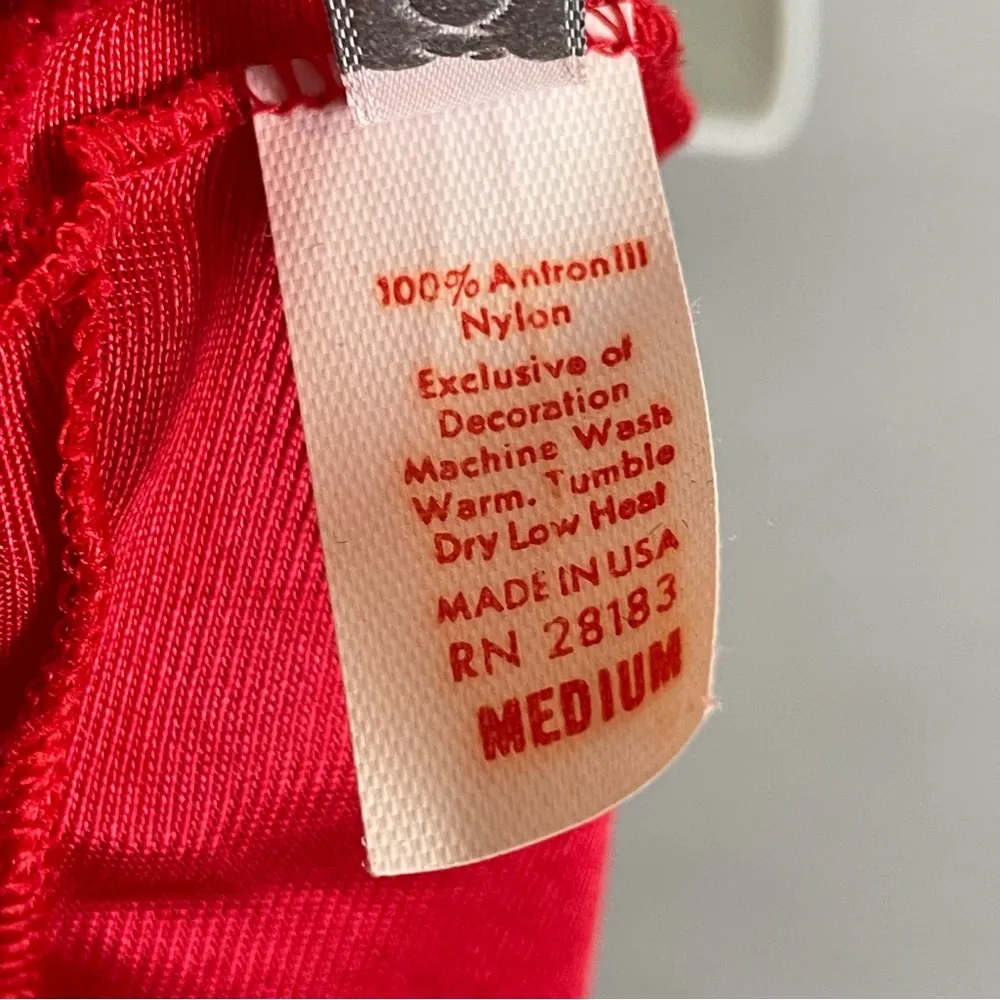 100% Antron III
Nylon
Exclusive of
Decoration
Machine Wash
Warm. Tumble
Dry Low Heat
MADE IN USA
RN 28183
MEDIUM